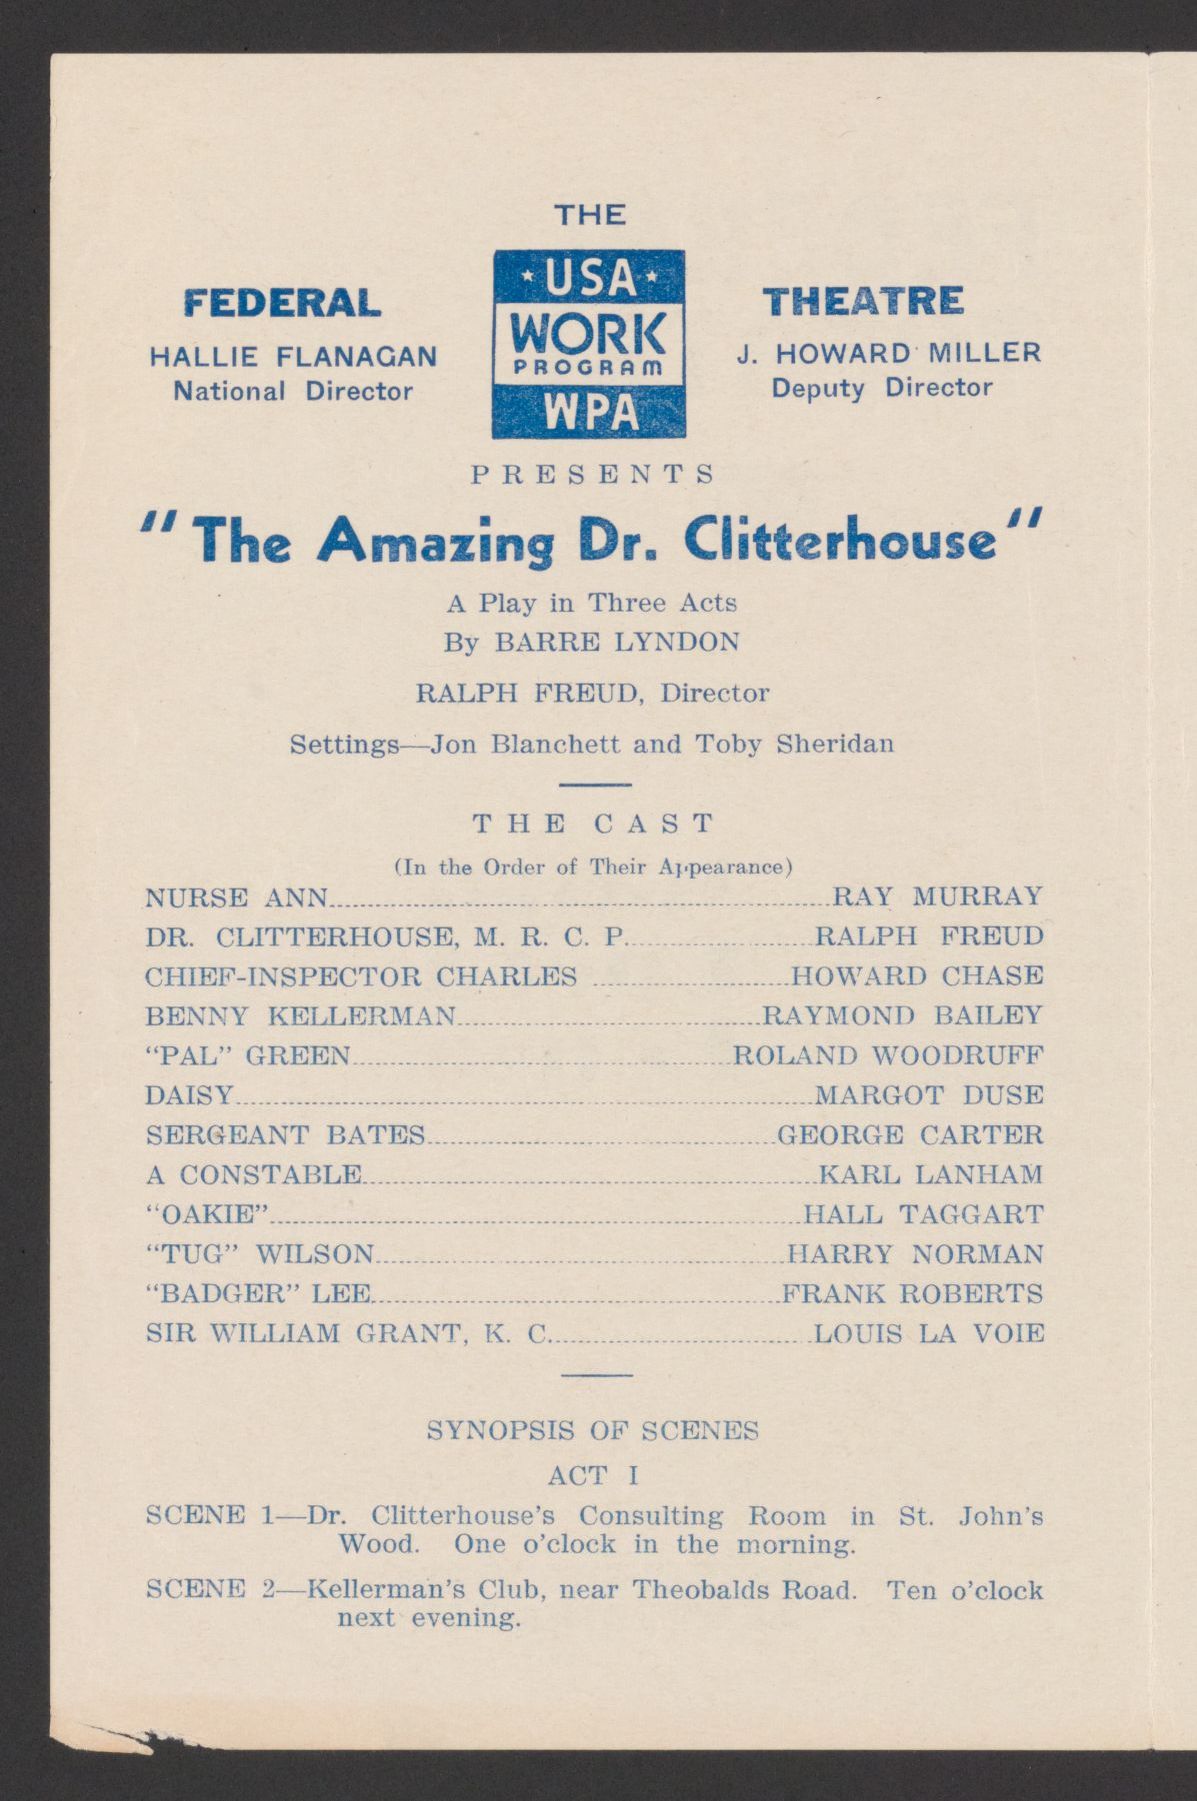 THE
FEDERAL
HALLIE FLANAGAN
National Director
* USA *
WORK
PROGRAM
WPA
THEATRE
J. HOWARD MILLER
Deputy Director
PRESENTS
"The Amazing Dr. Clitterhouse"
A Play in Three Acts
By BARRE LYNDON
RALPH FREUD, Director
Settings—Jon Blanchett and Toby Sheridan
THE CAST
(In the Order of Their Appearance)
NURSE ANN..........RAY MURRAY
DR. CLITTERHOUSE, M. R. C. P..........RALPH FREUD
CHIEF-INSPECTOR CHARLES ..........HOWARD CHASE
BENNY KELLERMAN..........RAYMOND BAILEY
“PAL” GREEN..........ROLAND WOODRUFF
DAISY..........MARGOT DUSE
SERGEANT BATES..........GEORGE CARTER
A CONSTABLE..........KARL LANHAM
“OAKIE”..........HALL TAGGART
“TUG” WILSON..........HARRY NORMAN
“BADGER” LEE..........FRANK ROBERTS
SIR WILLIAM GRANT, K. C..........LOUIS LA VOIE
SYNOPSIS OF SCENES
ACT I
SCENE 1—Dr. Clitterhouse’s Consulting Room in St. John’s
Wood. One o’clock in the morning.
SCENE 2—Kellerman’s Club, near Theobalds Road. Ten o’clock
next evening.